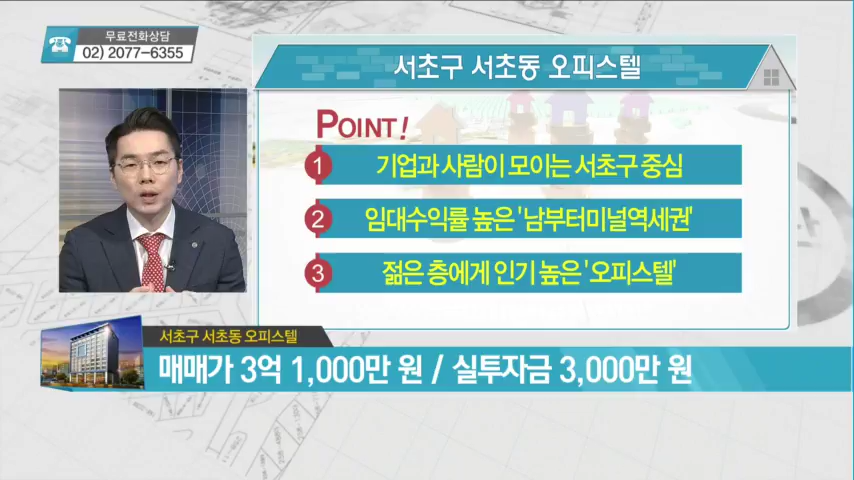 무료전화상담
02) 2077-6355
서초구 서초동 오피스텔
POINT!
1 기업과 사람이 모이는 서초구 중심
2 임대수익률 높은 '남부터미널역세권'
3 젊은 층에게 인기 높은 '오피스텔'
서초구 서초동 오피스텔
매매가 3억 1,000만 원 / 실투자금 3,000만 원